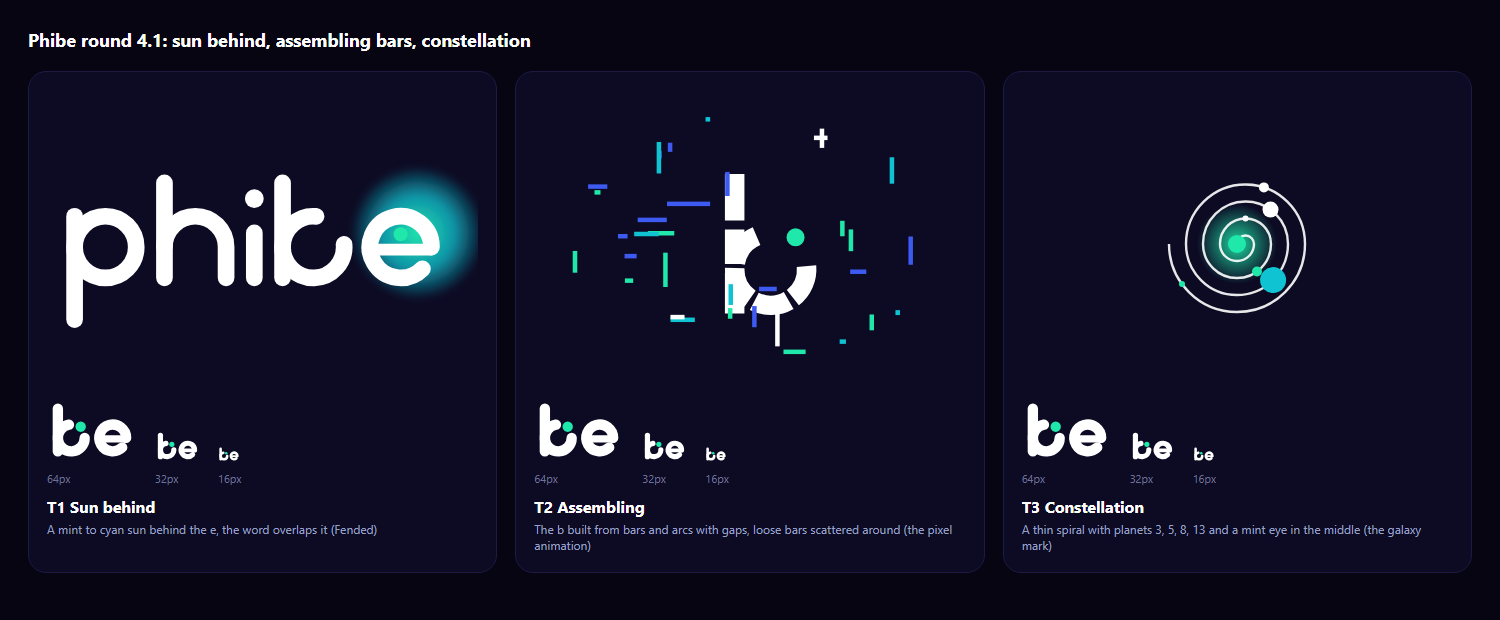 Phibe round 4.1: sun behind, assembling bars, constellation
phibe
be be be
64px 32px 16px
T1 Sun behind
A mint to cyan sun behind the e, the word overlaps it (Fended)
b
be be be
64px 32px 16px
T2 Assembling
The b built from bars and arcs with gaps, loose bars scattered around (the pixel
animation)
be be be
64px 32px 16px
T3 Constellation
A thin spiral with planets 3, 5, 8, 13 and a mint eye in the middle (the galaxy
mark)